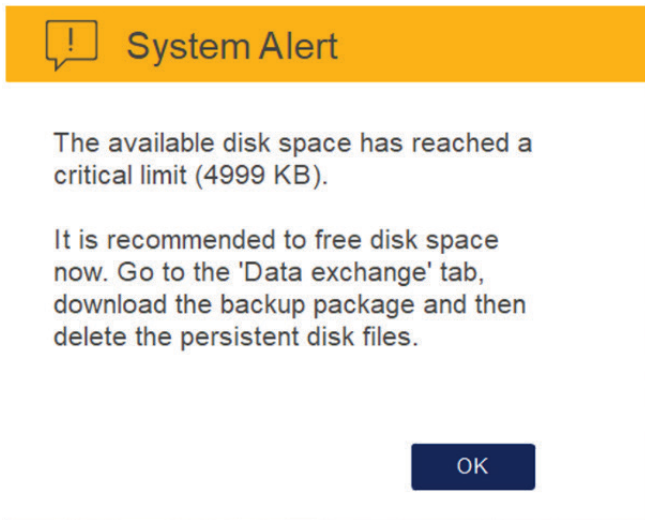 !
System Alert
The available disk space has reached a
critical limit (4999 KB).
It is recommended to free disk space
now. Go to the 'Data exchange' tab,
download the backup package and then
delete the persistent disk files.
OK